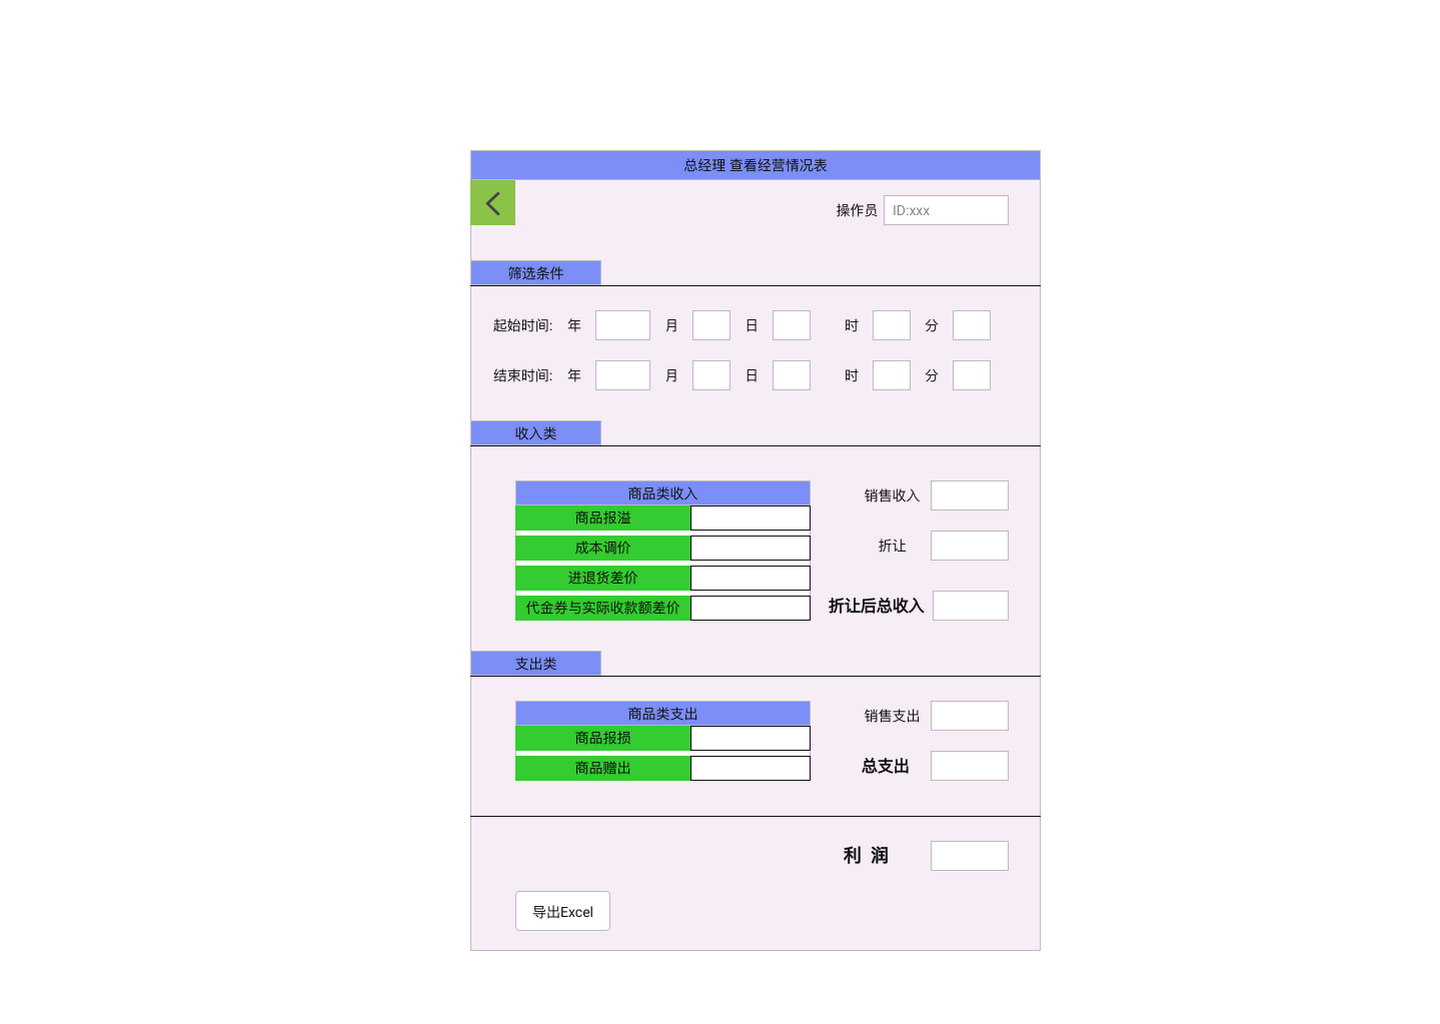 总经理 查看经营情况表
操作员 ID:xxx
筛选条件
起始时间: 年 月 日 时 分
结束时间: 年 月 日 时 分
收入类
商品类收入
销售收入
商品报溢
成本调价
折让
进退货差价
代金券与实际收款额差价
折让后总收入
支出类
商品类支出
销售支出
商品报损
商品赠出
总支出
利 润
导出Excel